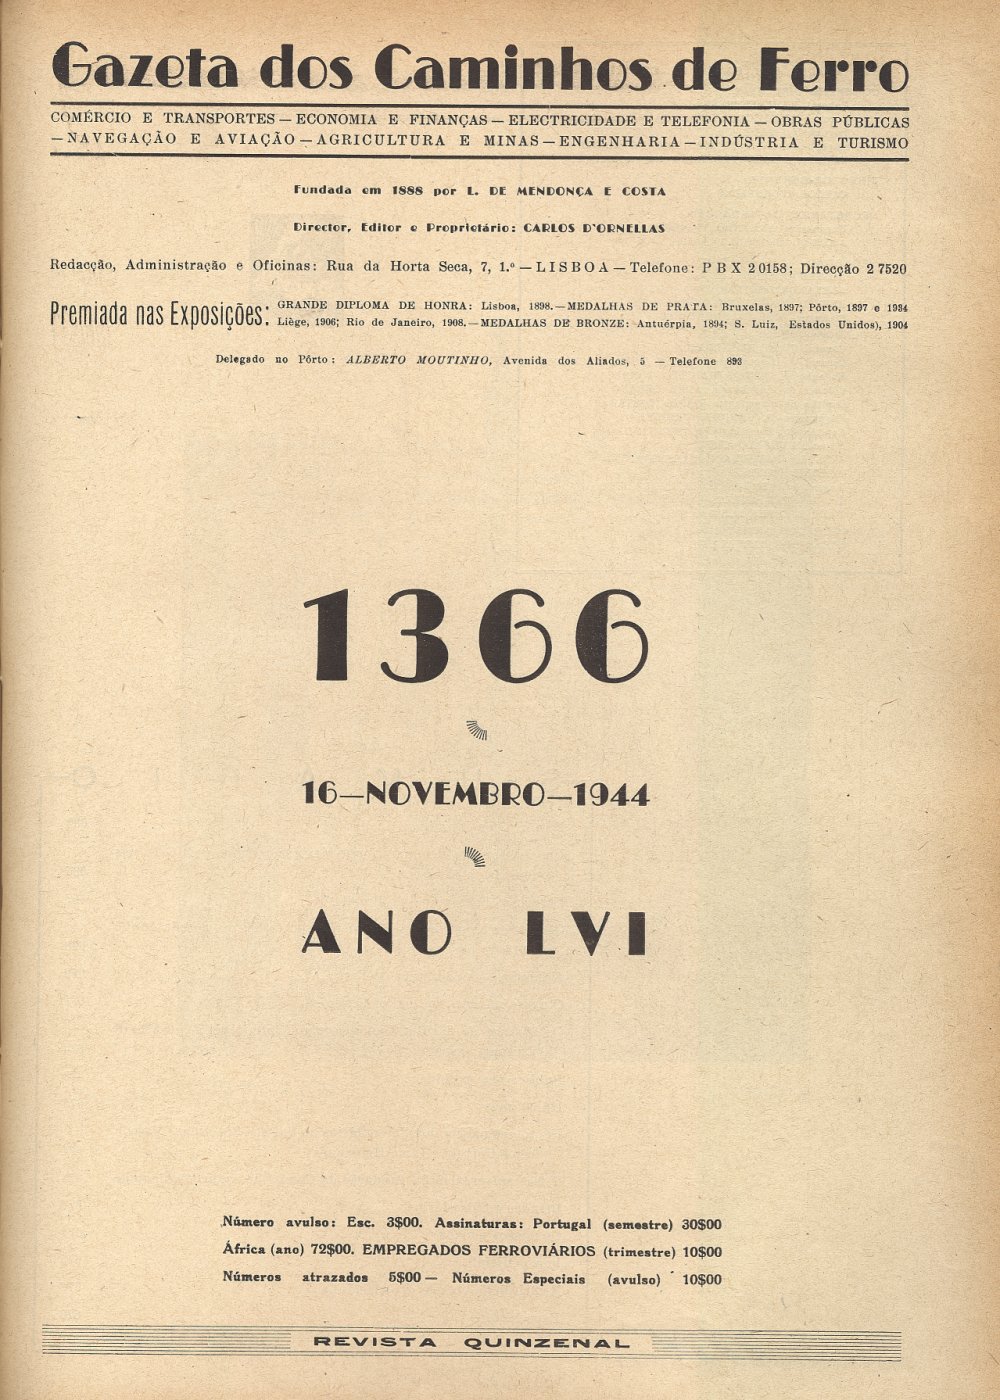 Gazeta dos Caminhos de Ferro
COMÉRCIO E TRANSPORTES — ECONOMIA E FINANÇAS — ELECTRICIDADE E TELEFONIA — OBRAS PÚBLICAS
— NAVEGAÇÃO E AVIAÇÃO — AGRICULTURA E MINAS — ENGENHARIA — INDÚSTRIA E TURISMO
Fundada em 1888 por L. DE MENDONÇA E COSTA
Director, Editor e Proprietário: CARLOS D'ORNELLAS
Redacção, Administração e Oficinas: Rua da Horta Seca, 7, 1.º — LISBOA — Telefone: PBX 20158; Direcção 27520
Premiada nas Exposições: GRANDE DIPLOMA DE HONRA: Lisboa, 1898. — MEDALHAS DE PRATA: Bruxelas, 1897; Pôrto, 1897 e 1934
Liège, 1906; Rio de Janeiro, 1908. — MEDALHAS DE BRONZE: Antuérpia, 1894; S. Luiz, Estados Unidos), 1904
Delegado no Pôrto: ALBERTO MOUTINHO, Avenida dos Aliados, 5 — Telefone 893
1366
16—NOVEMBRO—1944
ANO LVI
Número avulso: Esc. 3$00. Assinaturas: Portugal (semestre) 30$00
África (ano) 72$00. EMPREGADOS FERROVIÁRIOS (trimestre) 10$00
Números atrazados 5$00 — Números Especiais (avulso) 10$00
REVISTA QUINZENAL